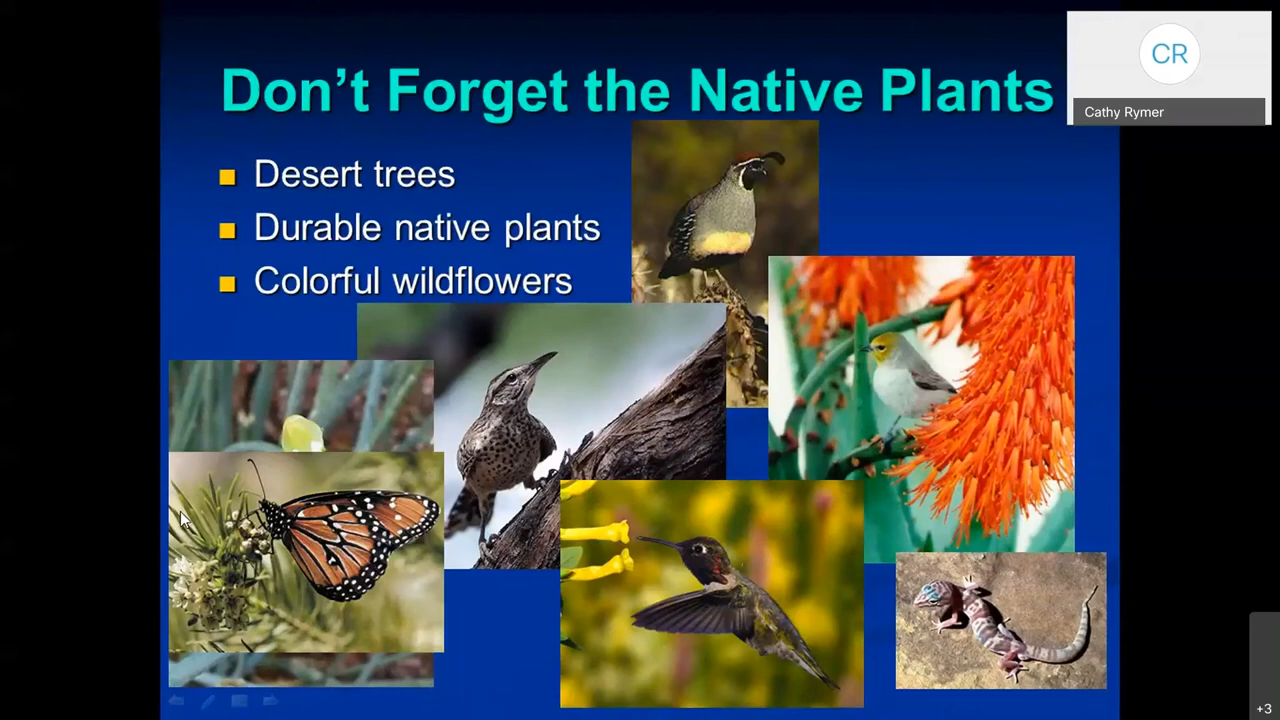 Don't Forget the Native Plants
Desert trees
Durable native plants
Colorful wildflowers
CR
Cathy Rymer
+3